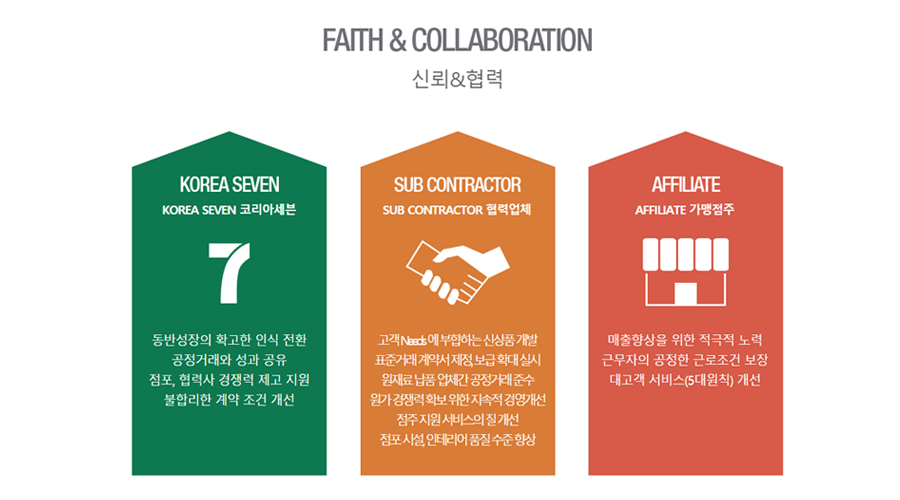 FAITH & COLLABORATION
신뢰&협력
KOREA SEVEN
KOREA SEVEN 코리아세븐
7
동반성장의 확고한 인식 전환
공정거래와 성과 공유
점포, 협력사 경쟁력 제고 지원
불합리한 계약 조건 개선
SUB CONTRACTOR
SUB CONTRACTOR 협력업체
고객 Needs 에 부합하는 신상품 개발
표준거래 계약서 제정, 보급 확대 실시
원재료 납품 업체간 공정거래 준수
원가 경쟁력 확보 위한 지속적 경영개선
점주 지원 서비스의 질 개선
점포 시설, 인테리어 품질 수준 향상
AFFILIATE
AFFILIATE 가맹점주
매출향상을 위한 적극적 노력
근무자의 공정한 근로조건 보장
대고객 서비스(5대원칙) 개선